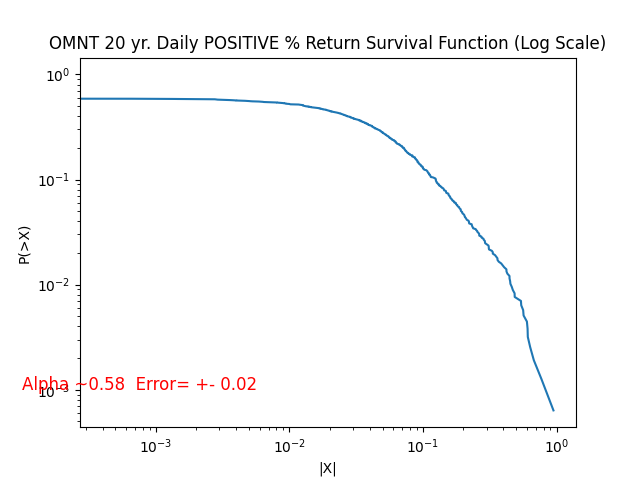 OMNT 20 yr. Daily POSITIVE % Return Survival Function (Log Scale)
10⁰
10⁻¹
P(>X)
10⁻²
10⁻³
Alpha ~0.58  Error= +- 0.02
10⁻³ 10⁻² 10⁻¹ 10⁰
|X|